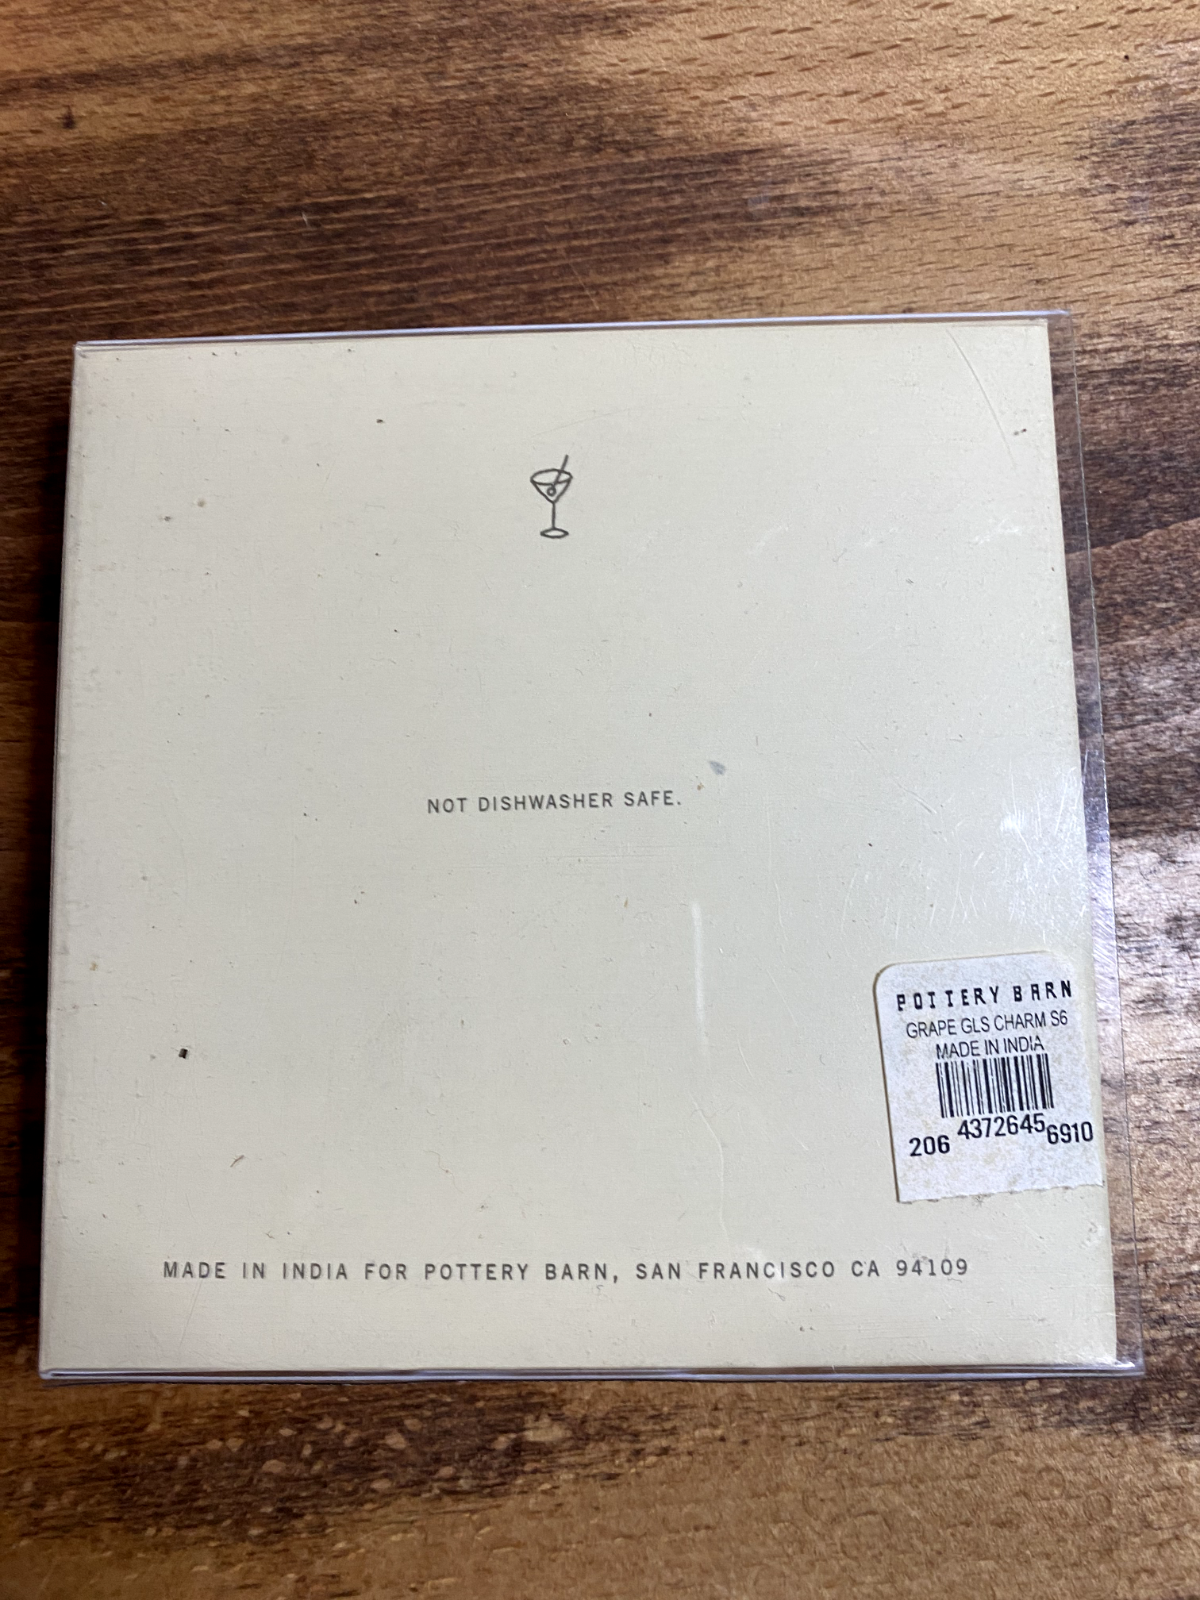 NOT DISHWASHER SAFE.
POTTERY BARN
GRAPE GLS CHARM S6
MADE IN INDIA
206 4372645 6910
MADE IN INDIA FOR POTTERY BARN, SAN FRANCISCO CA 94109